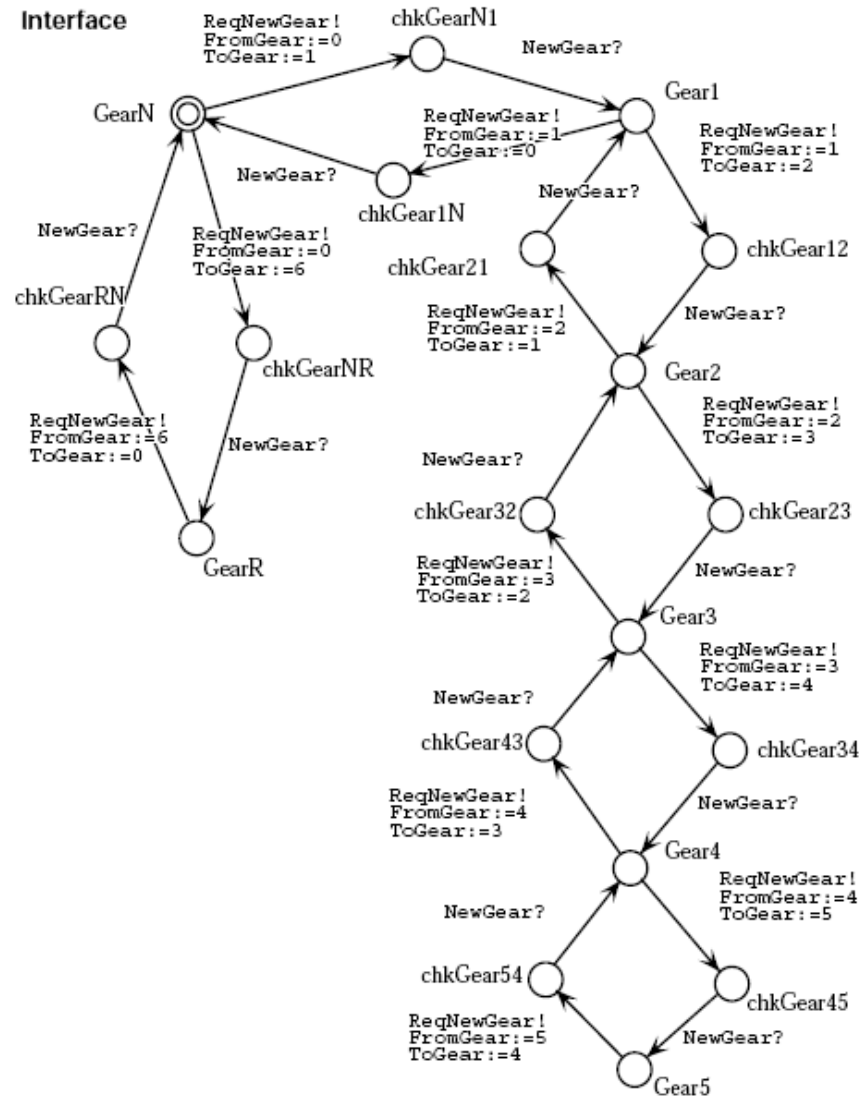 Interface
ReqNewGear!
FromGear:=0
ToGear:=1
chkGearN1
NewGear?
GearN
Gear1
ReqNewGear!
FromGear:=1
ToGear:=0
ReqNewGear!
FromGear:=1
ToGear:=2
NewGear?
chkGear1N
NewGear?
NewGear?
ReqNewGear!
FromGear:=0
ToGear:=6
chkGear21
chkGear12
chkGearRN
chkGearNR
ReqNewGear!
FromGear:=2
ToGear:=1
NewGear?
Gear2
ReqNewGear!
FromGear:=6
ToGear:=0
NewGear?
ReqNewGear!
FromGear:=2
ToGear:=3
NewGear?
chkGear32
chkGear23
GearR
ReqNewGear!
FromGear:=3
ToGear:=2
NewGear?
Gear3
ReqNewGear!
FromGear:=3
ToGear:=4
NewGear?
chkGear43
chkGear34
ReqNewGear!
FromGear:=4
ToGear:=3
NewGear?
Gear4
ReqNewGear!
FromGear:=4
ToGear:=5
NewGear?
chkGear54
chkGear45
ReqNewGear!
FromGear:=5
ToGear:=4
NewGear?
Gear5